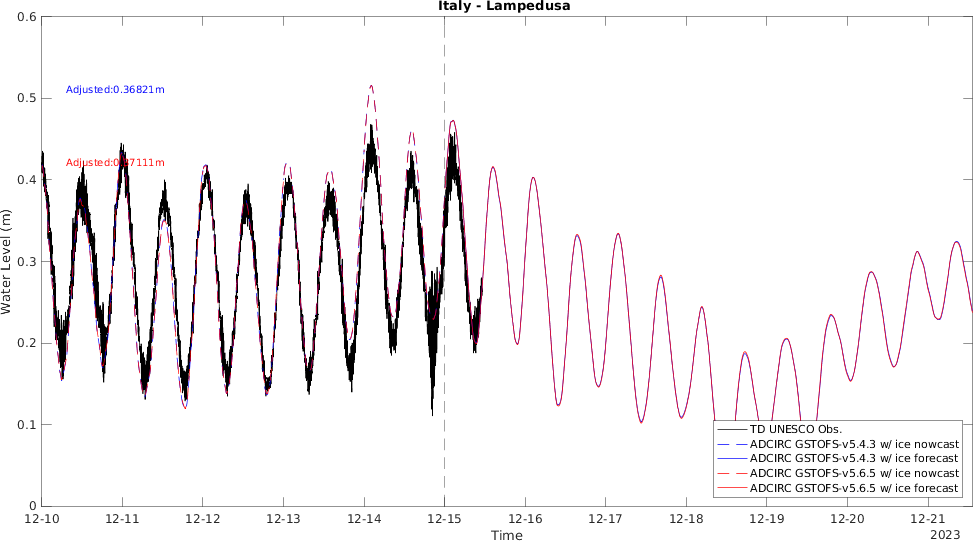 Italy - Lampedusa
0.6
0.5
0.4
0.3
0.2
0.1
0
Water Level (m)
Adjusted:0.36821m
Adjusted:0.37111m
TD UNESCO Obs.
ADCIRC GSTOFS-v5.4.3 w/ ice nowcast
ADCIRC GSTOFS-v5.4.3 w/ ice forecast
ADCIRC GSTOFS-v5.6.5 w/ ice nowcast
ADCIRC GSTOFS-v5.6.5 w/ ice forecast
12-10 12-11 12-12 12-13 12-14 12-15 12-16 12-17 12-18 12-19 12-20 12-21
Time
2023